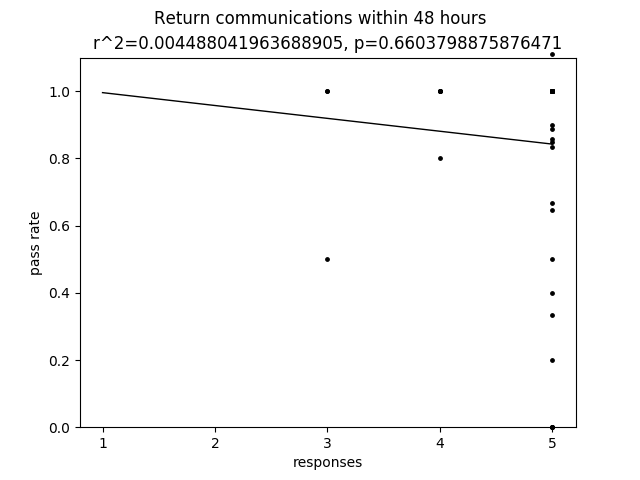 Return communications within 48 hours
r^2=0.004488041963688905, p=0.6603798875876471
1.0
0.8
0.6
0.4
0.2
0.0
pass rate
1 2 3 4 5
responses